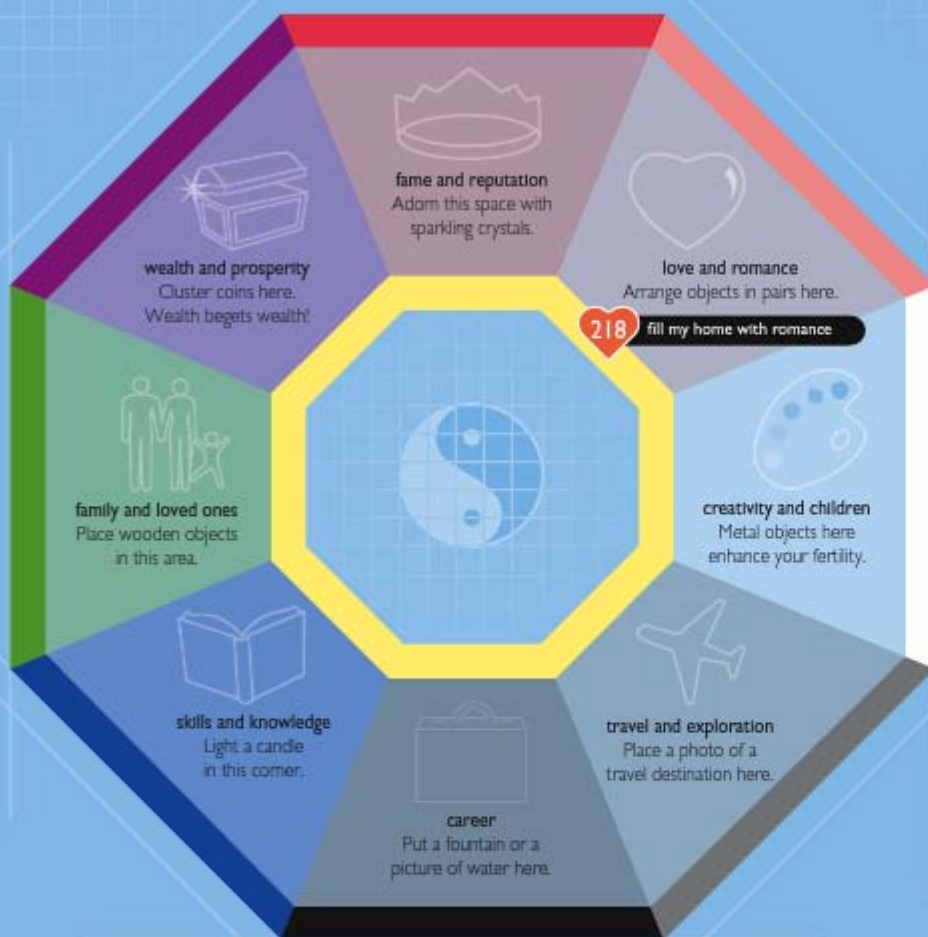 fame and reputation
Adorn this space with
sparkling crystals.
wealth and prosperity
Cluster coins here.
Wealth begets wealth!
love and romance
Arrange objects in pairs here.
218 fill my home with romance
family and loved ones
Place wooden objects
in this area.
creativity and children
Metal objects here
enhance your fertility.
skills and knowledge
Light a candle
in this corner.
travel and exploration
Place a photo of a
travel destination here.
career
Put a fountain or a
picture of water here.